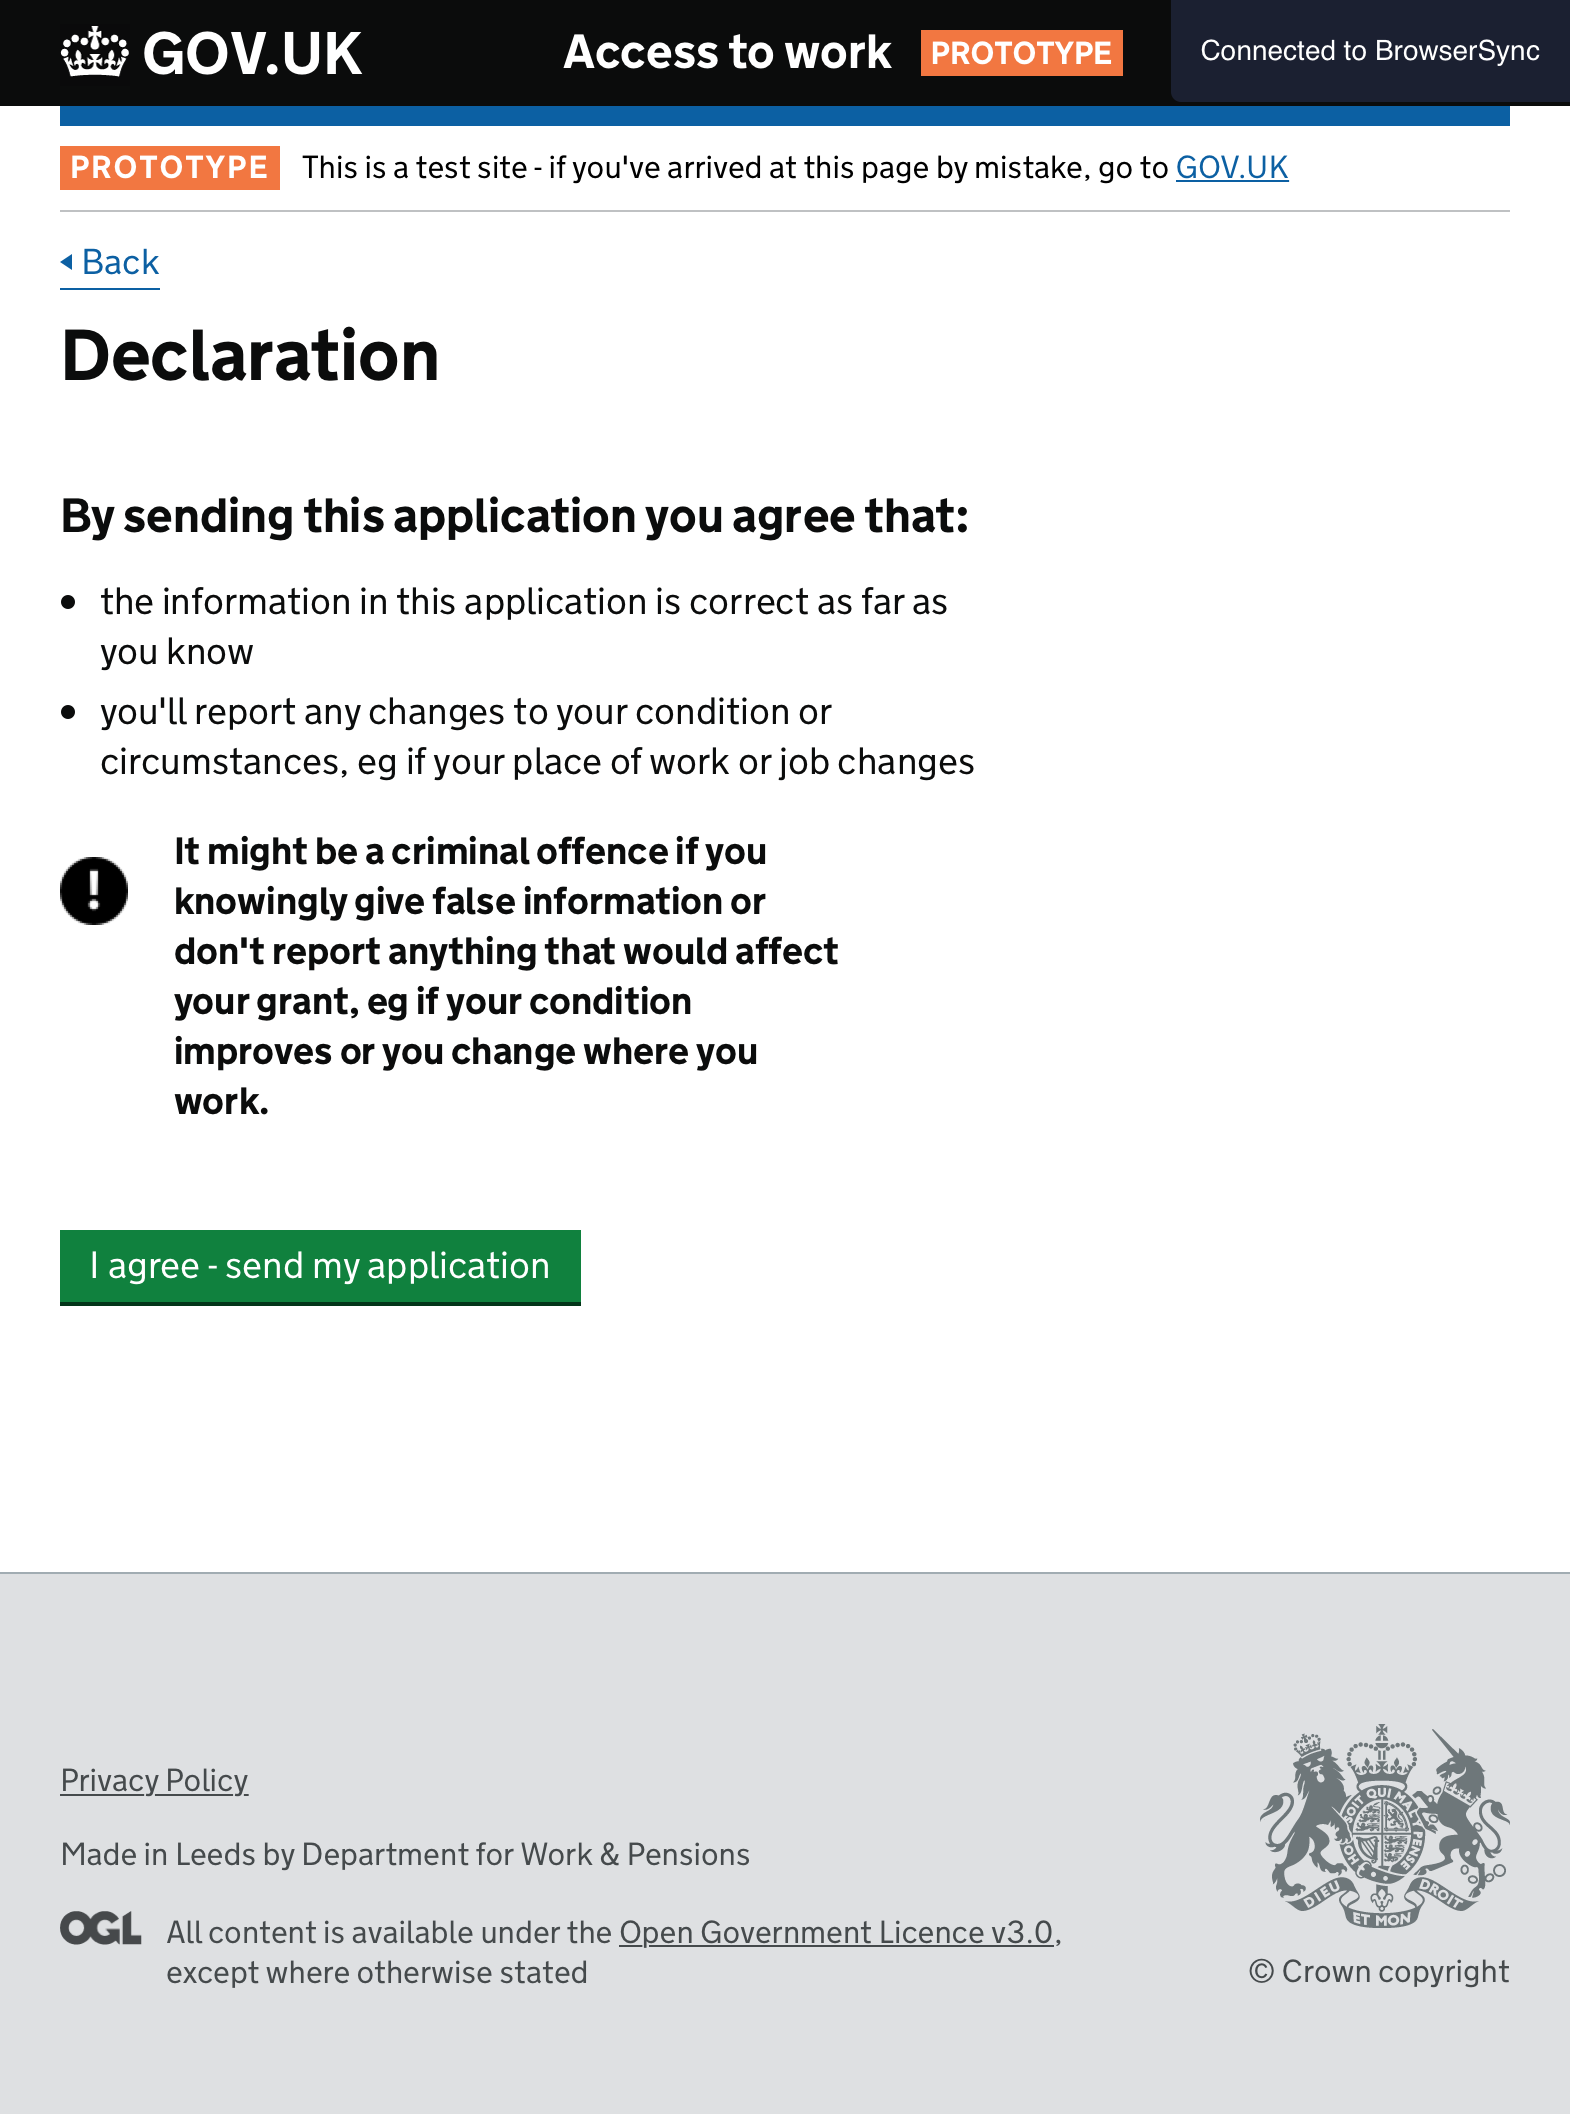 GOV.UK
Access to work PROTOTYPE
Connected to BrowserSync
PROTOTYPE This is a test site - if you've arrived at this page by mistake, go to GOV.UK
Back
Declaration
By sending this application you agree that:
the information in this application is correct as far as
you know
you'll report any changes to your condition or
circumstances, eg if your place of work or job changes
!
It might be a criminal offence if you
knowingly give false information or
don't report anything that would affect
your grant, eg if your condition
improves or you change where you
work.
I agree - send my application
Privacy Policy
Made in Leeds by Department for Work & Pensions
OGL All content is available under the Open Government Licence v3.0,
except where otherwise stated
HONI SOIT QUI MAL Y PENSE
DIEU ET MON DROIT
© Crown copyright